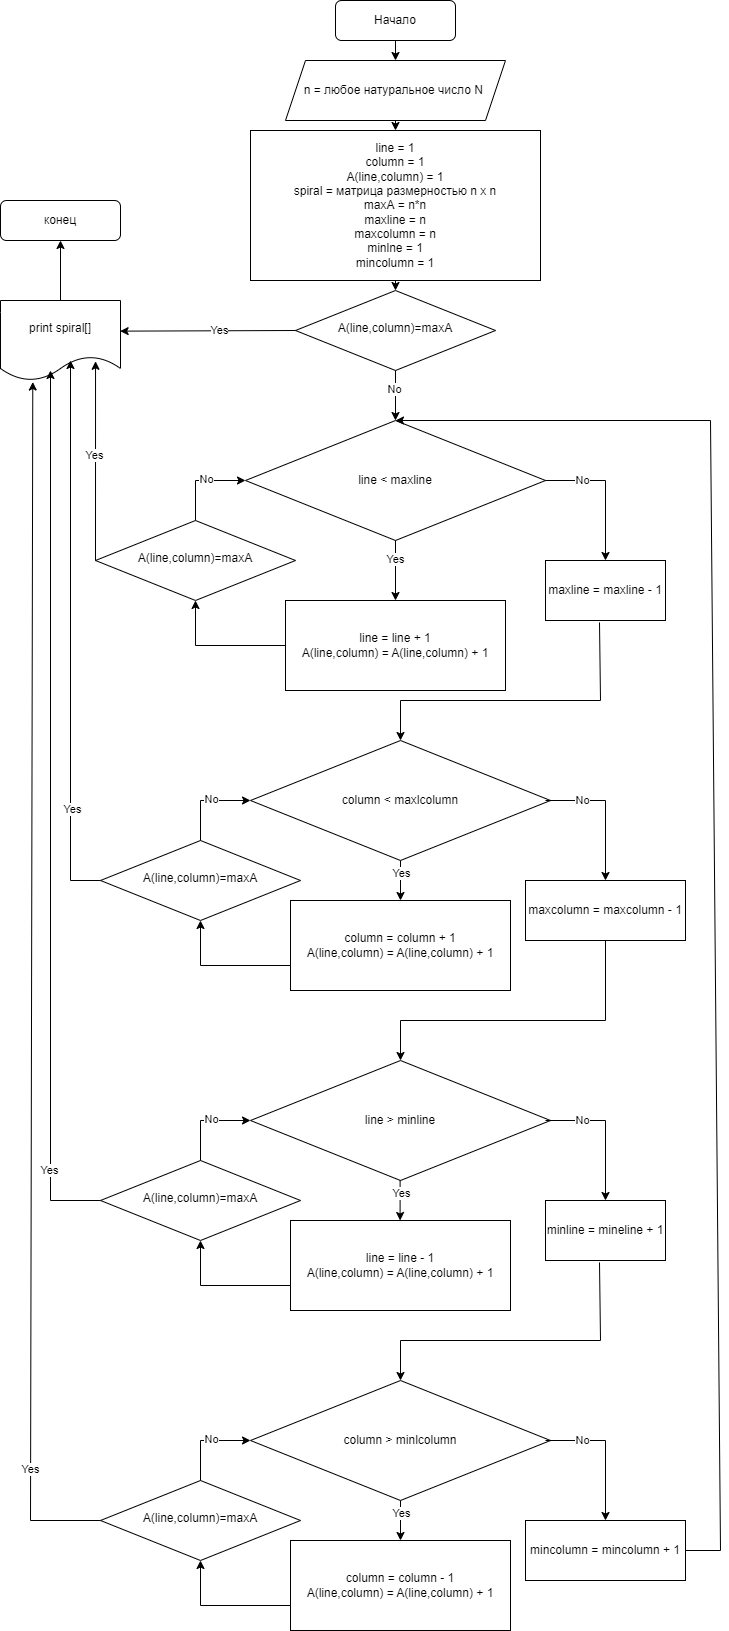 Начало
n = любое натуральное число N
line = 1
column = 1
A(line,column) = 1
spiral = матрица размерностью n x n
maxA = n*n
maxline = n
maxcolumn = n
minlne = 1
mincolumn = 1
конец
print spiral[]
Yes
A(line,column)=maxA
No
line < maxline
No
No
Yes
A(line,column)=maxA
Yes
maxline = maxline - 1
line = line + 1
A(line,column) = A(line,column) + 1
column < maxlcolumn
No
No
Yes
Yes
A(line,column)=maxA
maxcolumn = maxcolumn - 1
column = column + 1
A(line,column) = A(line,column) + 1
line > minline
No
No
Yes
Yes
A(line,column)=maxA
minline = mineline + 1
line = line - 1
A(line,column) = A(line,column) + 1
column > minlcolumn
No
No
Yes
Yes
A(line,column)=maxA
mincolumn = mincolumn + 1
column = column - 1
A(line,column) = A(line,column) + 1